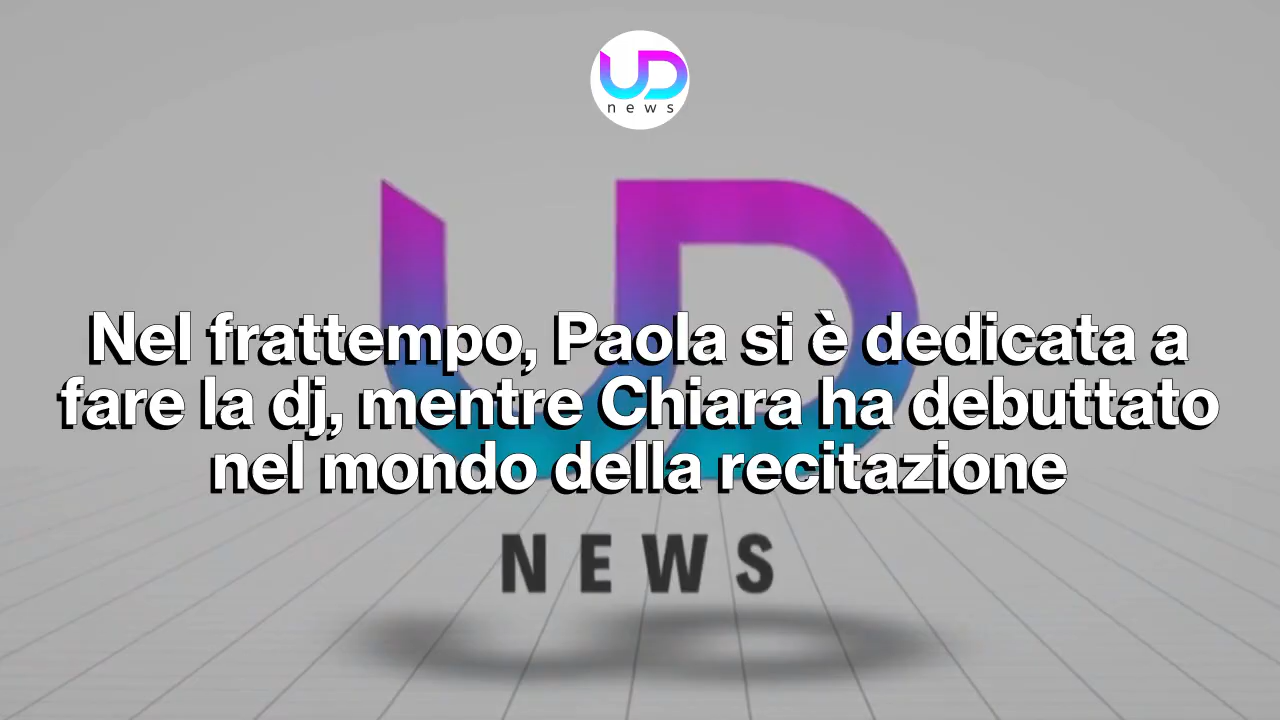 UD
news
UD
Nel frattempo, Paola si è dedicata a
fare la dj, mentre Chiara ha debuttato
nel mondo della recitazione
NEWS